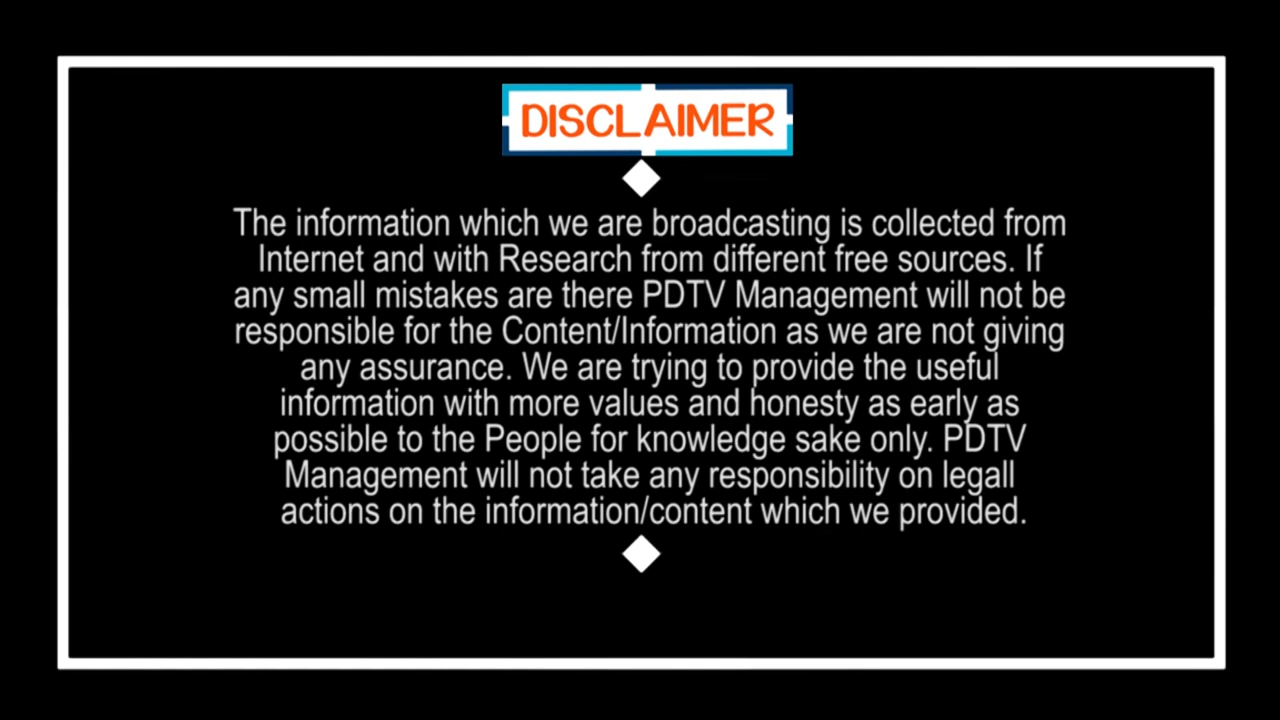 DISCLAIMER
The information which we are broadcasting is collected from
Internet and with Research from different free sources. If
any small mistakes are there PDTV Management will not be
responsible for the Content/Information as we are not giving
any assurance. We are trying to provide the useful
information with more values and honesty as early as
possible to the People for knowledge sake only. PDTV
Management will not take any responsibility on legall
actions on the information/content which we provided.